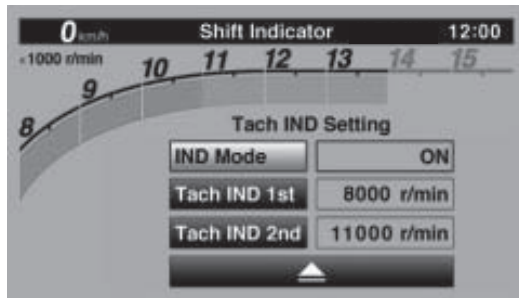 0 km/h Shift Indicator 12:00
×1000 r/min
8 9 10 11 12 13 14 15
Tach IND Setting
IND Mode ON
Tach IND 1st 8000 r/min
Tach IND 2nd 11000 r/min